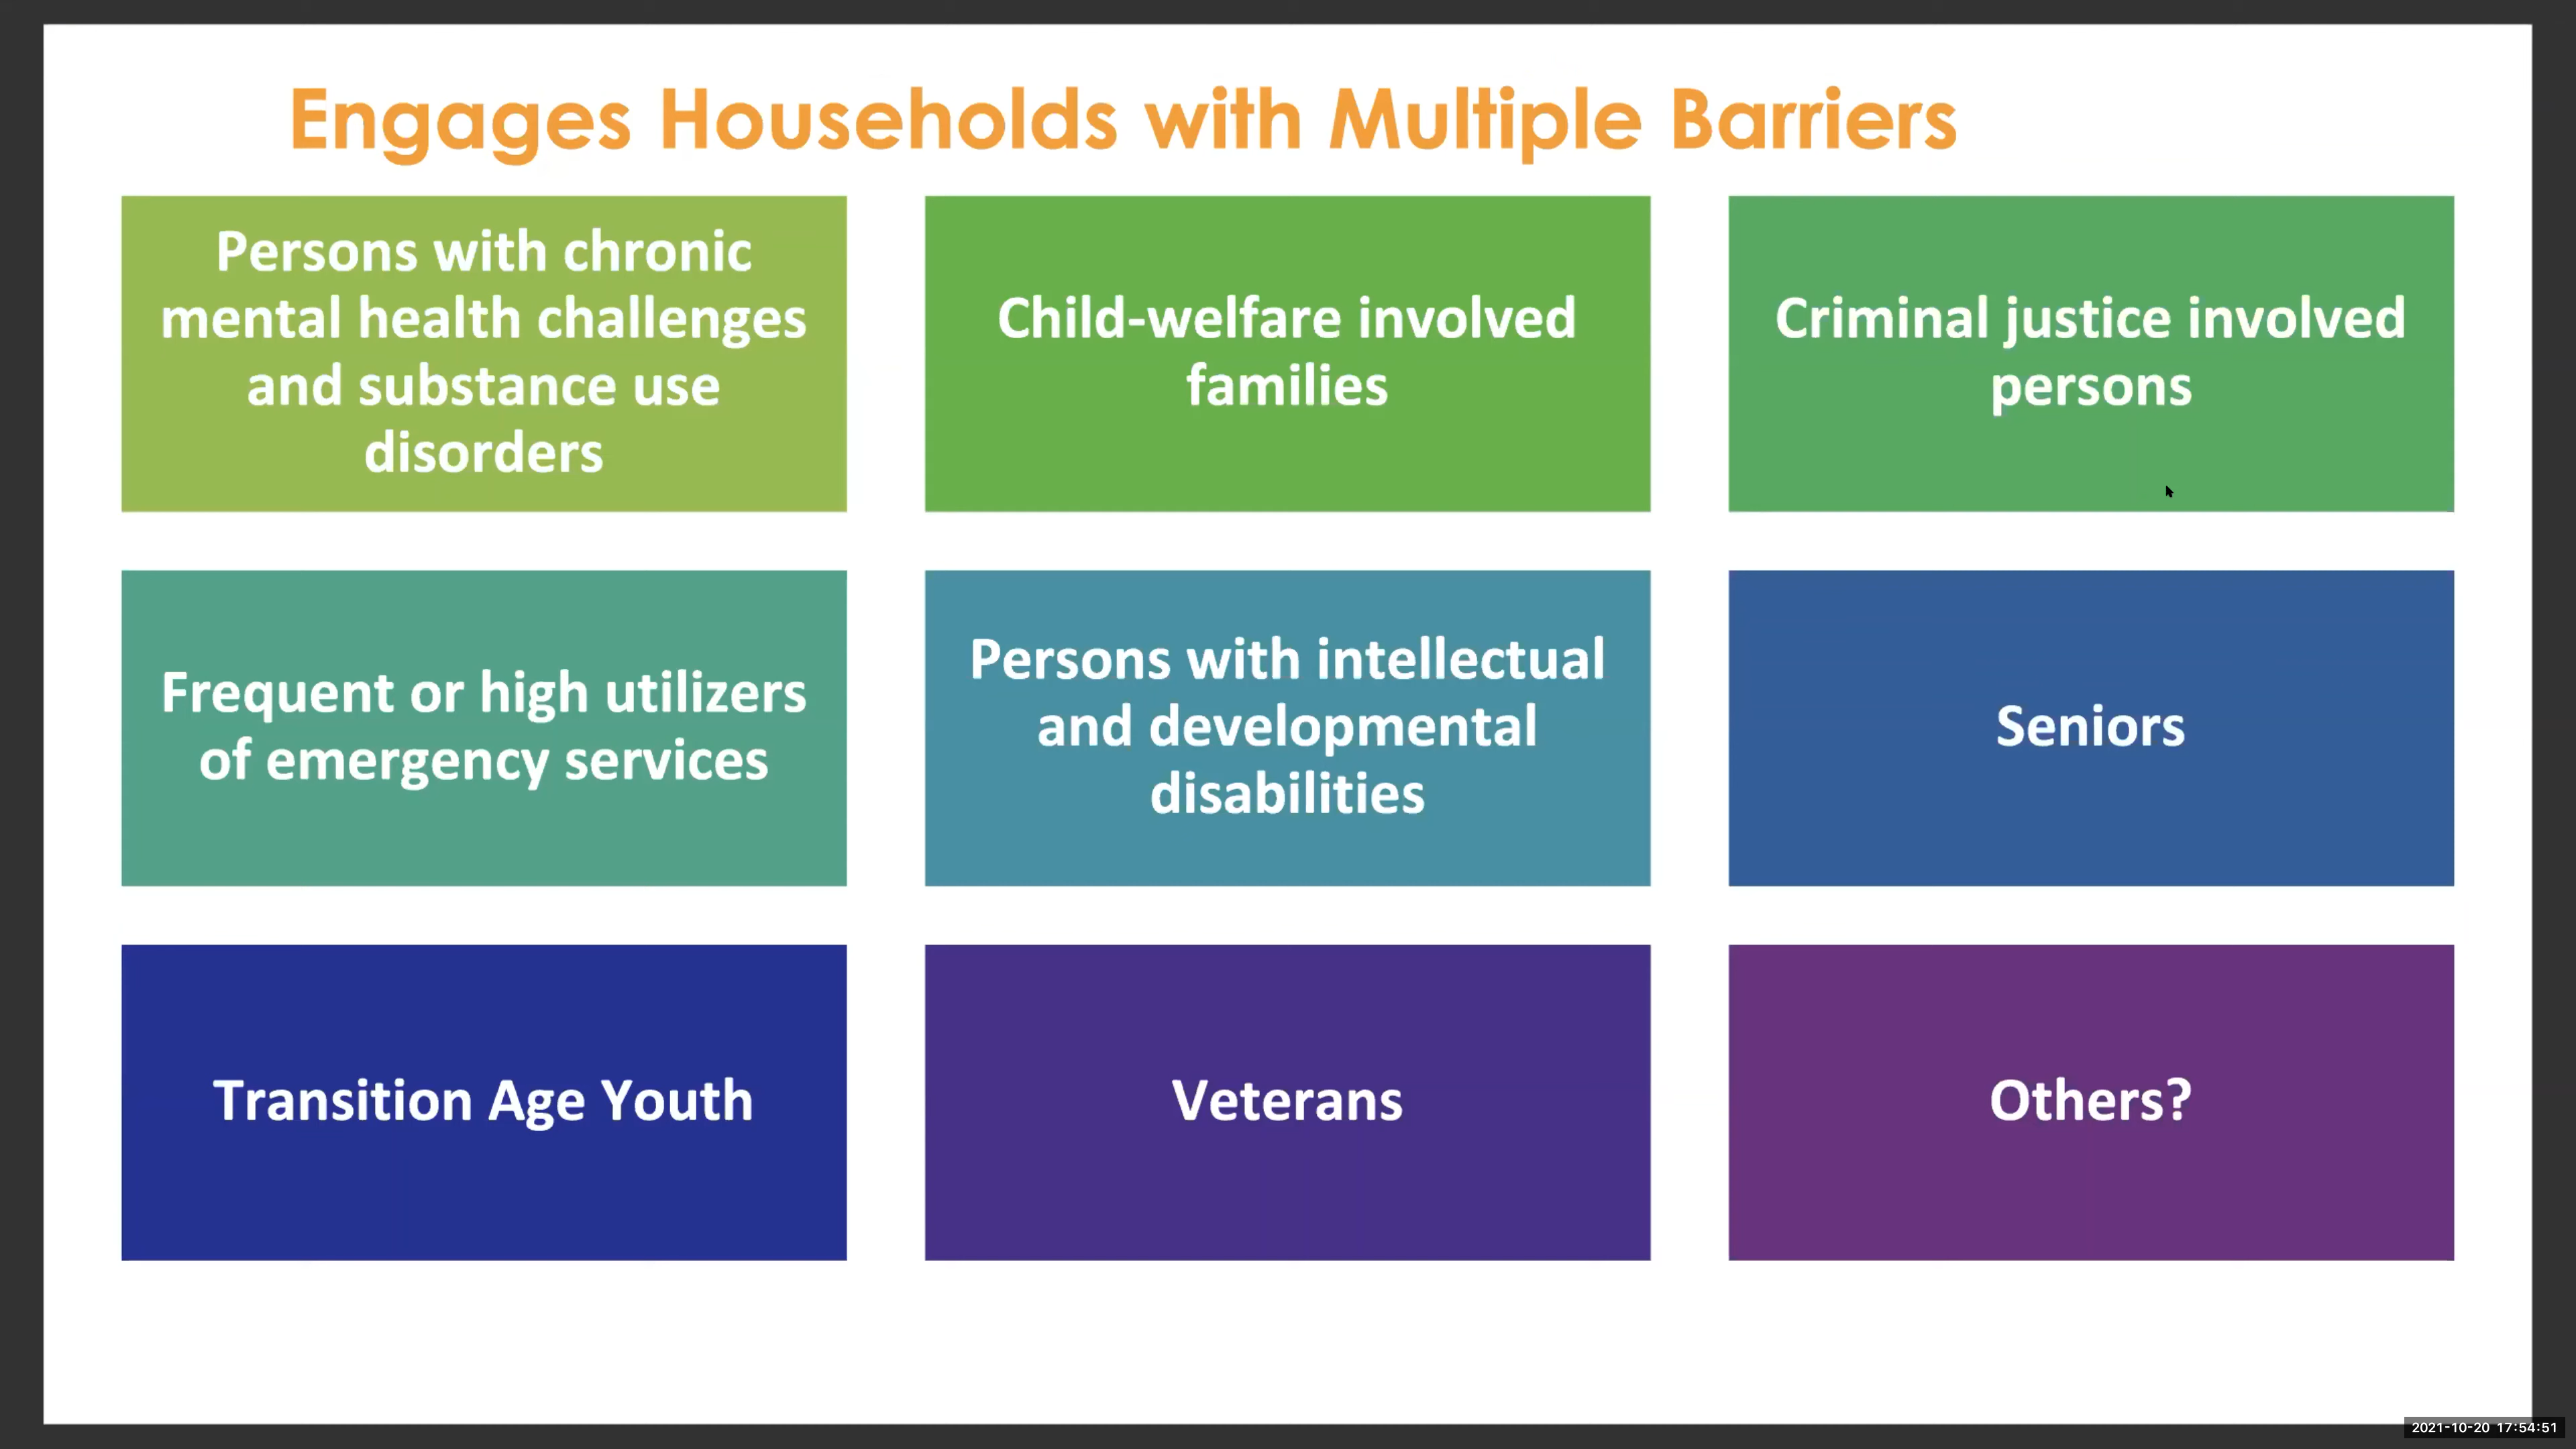 Engages Households with Multiple Barriers
Persons with chronic
mental health challenges
and substance use
disorders
Child-welfare involved
families
Criminal justice involved
persons
Frequent or high utilizers
of emergency services
Persons with intellectual
and developmental
disabilities
Seniors
Transition Age Youth
Veterans
Others?
2021-10-20 17:54:51